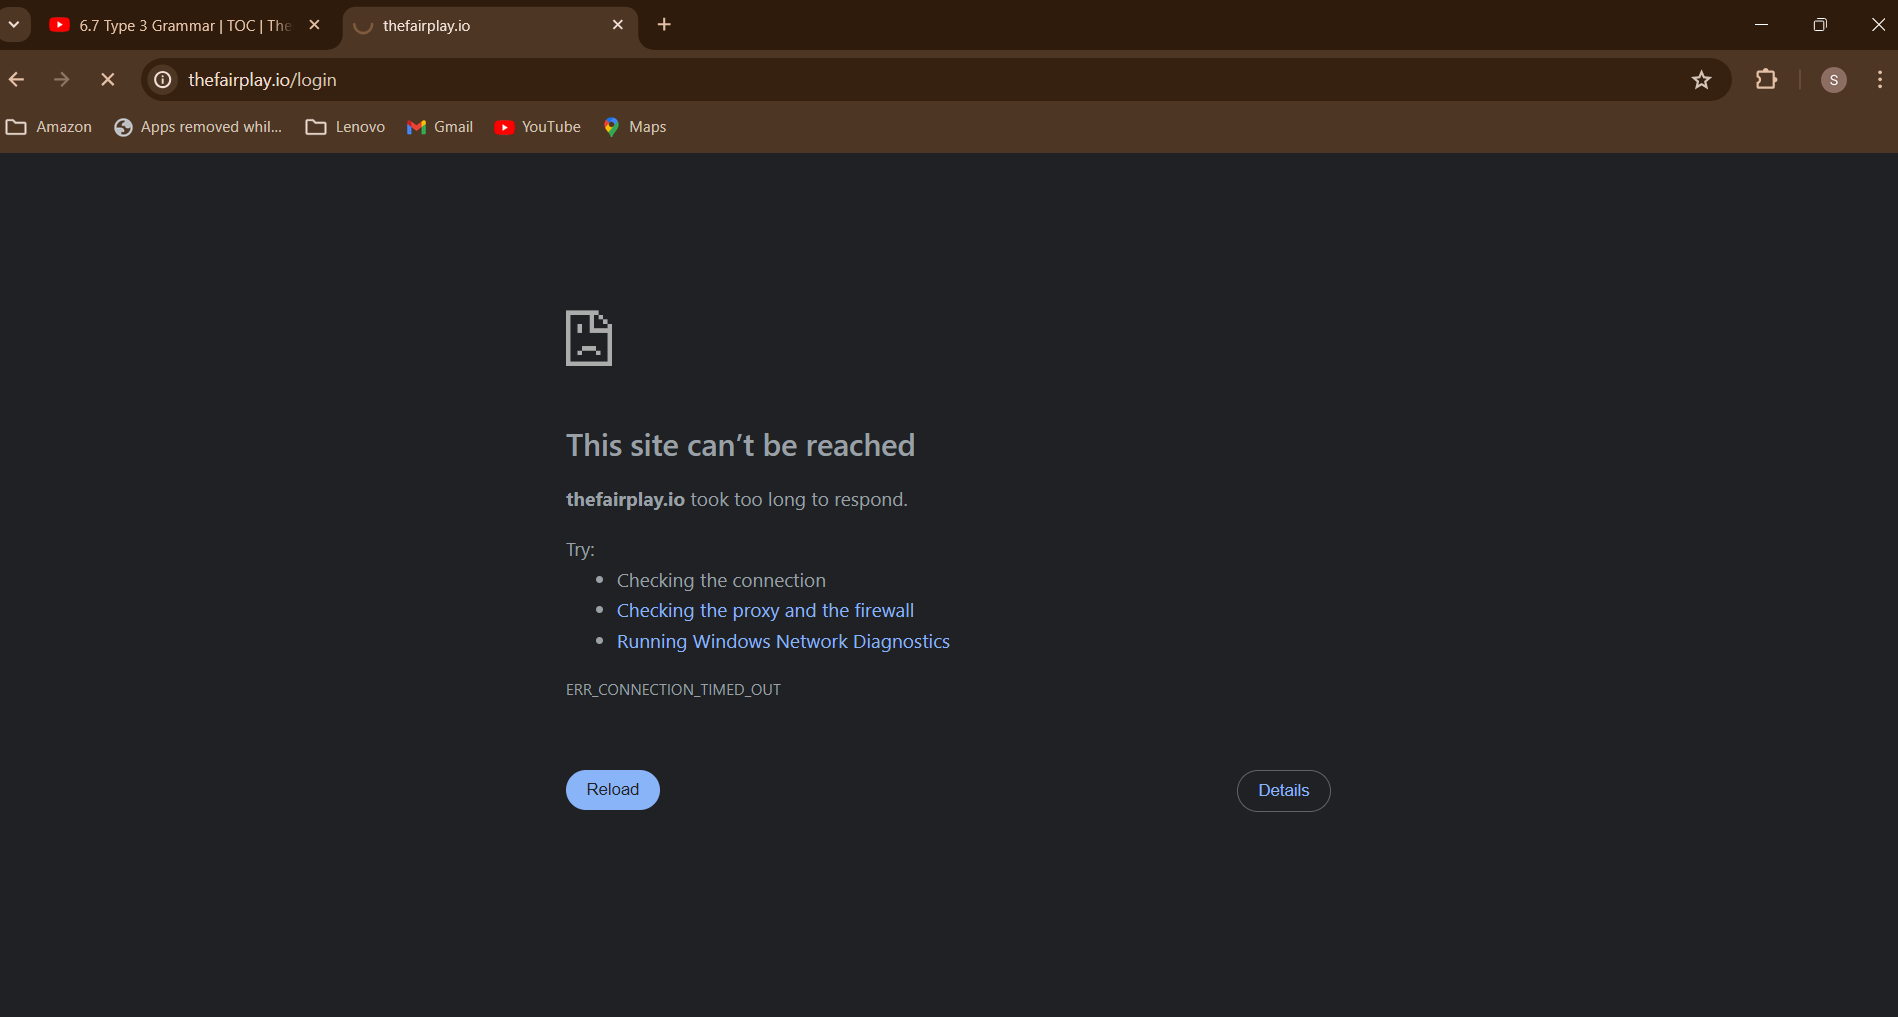 6.7 Type 3 Grammar | TOC | The
thefairplay.io
thefairplay.io/login
S
Amazon
Apps removed whil...
Lenovo
Gmail
YouTube
Maps
This site can't be reached
thefairplay.io took too long to respond.
Try:
Checking the connection
Checking the proxy and the firewall
Running Windows Network Diagnostics
ERR_CONNECTION_TIMED_OUT
Reload
Details